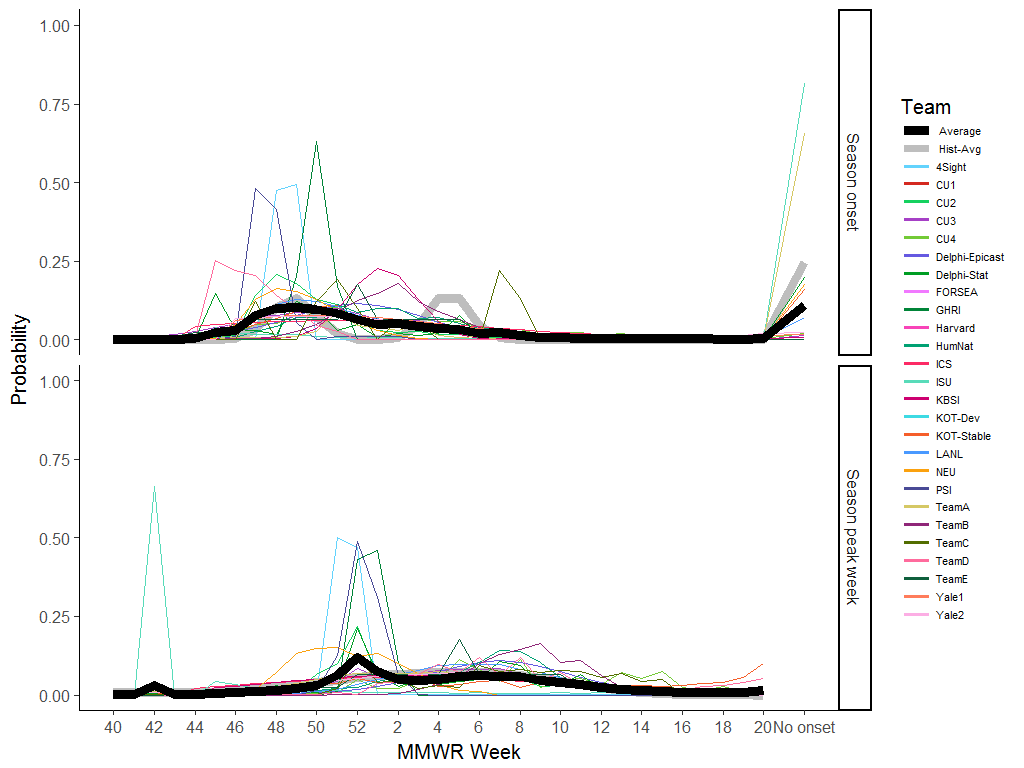 1.00
0.75
0.50
0.25
0.00
Season onset
1.00
0.75
0.50
0.25
0.00
Season peak week
Probability
40 42 44 46 48 50 52 2 4 6 8 10 12 14 16 18 20 No onset
MMWR Week
Team
Average
Hist-Avg
4Sight
CU1
CU2
CU3
CU4
Delphi-Epicast
Delphi-Stat
FORSEA
GHRI
Harvard
HumNat
ICS
ISU
KBSI
KOT-Dev
KOT-Stable
LANL
NEU
PSI
TeamA
TeamB
TeamC
TeamD
TeamE
Yale1
Yale2